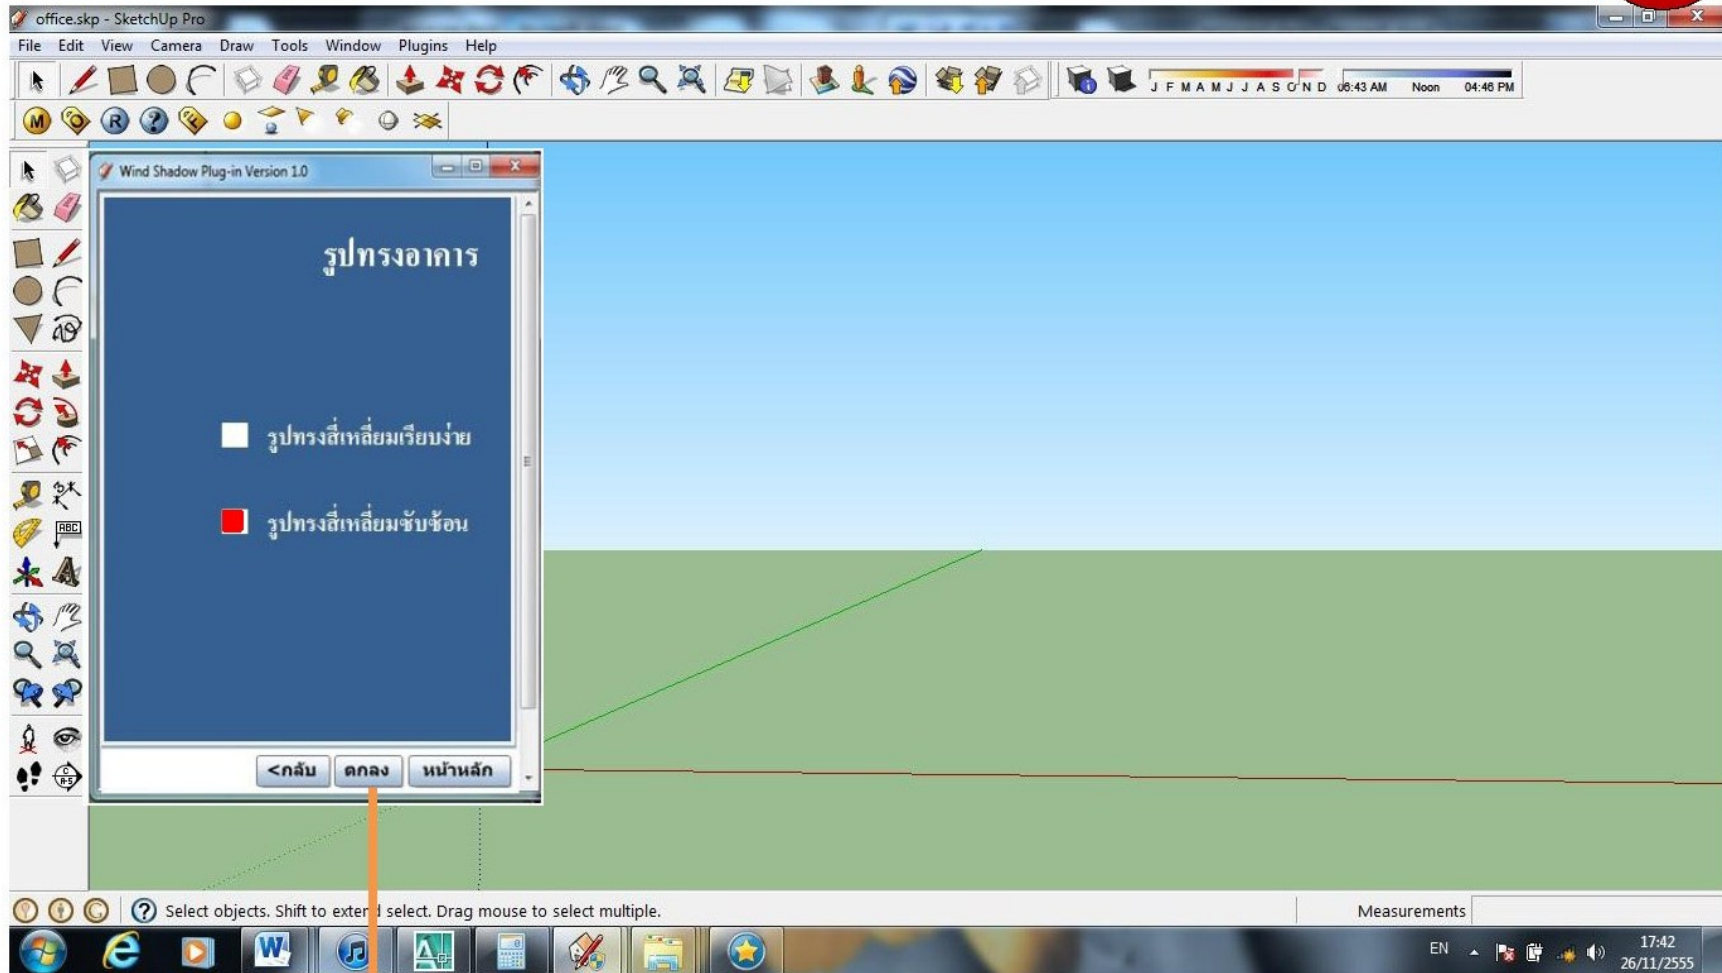 office.skp - SketchUp Pro
File Edit View Camera Draw Tools Window Plugins Help
J F M A M J J A S O N D 06:43 AM Noon 04:46 PM
M R ?
Wind Shadow Plug-in Version 1.0
รูปทรงอาคาร
รูปทรงสี่เหลี่ยมเรียบง่าย
รูปทรงสี่เหลี่ยมซับซ้อน
ABC
<กลับ ตกลง หน้าหลัก
Select objects. Shift to extend select. Drag mouse to select multiple.
Measurements
EN
17:42
26/11/2555